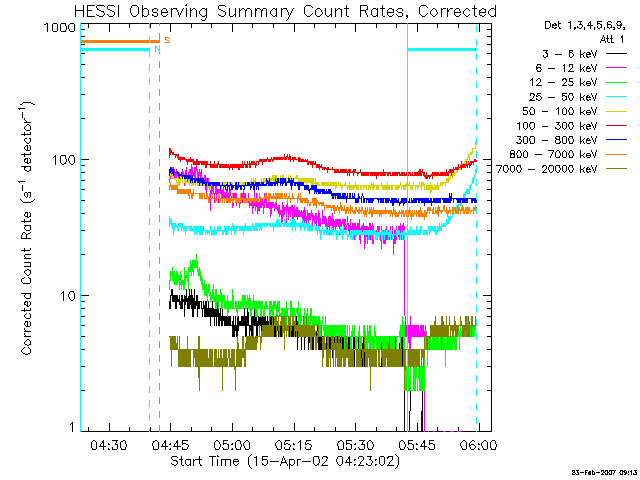 HESSI Observing Summary Count Rates, Corrected
Det 1,3,4,5,6,9,
Att 1
3 - 6 keV
6 - 12 keV
12 - 25 keV
25 - 50 keV
50 - 100 keV
100 - 300 keV
300 - 800 keV
800 - 7000 keV
7000 - 20000 keV
S
N
Corrected Count Rate (s⁻¹ detector⁻¹)
1000
100
10
1
04:30
04:45
05:00
05:15
05:30
05:45
06:00
Start Time (15-Apr-02 04:23:02)
23-Feb-2007 09:13